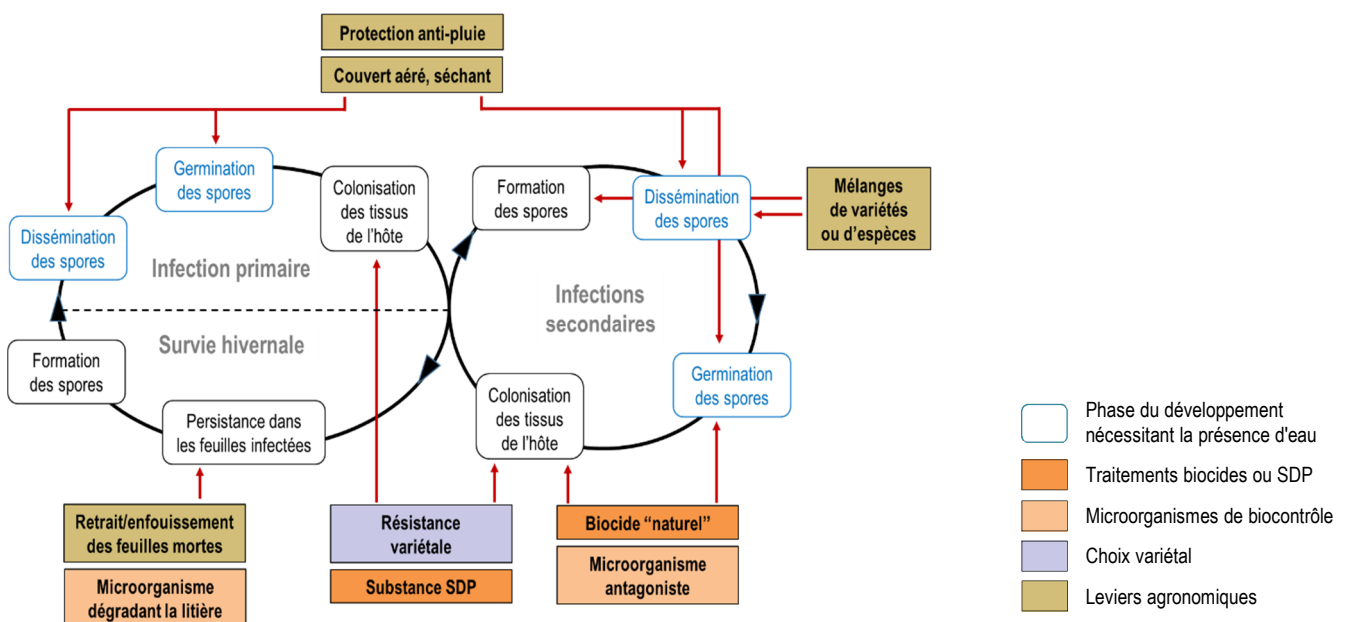 Protection anti-pluie
Couvert aéré, séchant
Germination
des spores
Colonisation
des tissus
de l'hôte
Dissémination
des spores
Infection primaire
Survie hivernale
Formation
des spores
Persistance dans
les feuilles infectées
Formation
des spores
Dissémination
des spores
Mélanges
de variétés
ou d'espèces
Infections
secondaires
Germination
des spores
Colonisation
des tissus
de l'hôte
Retrait/enfouissement
des feuilles mortes
Microorganisme
dégradant la litière
Résistance
variétale
Substance SDP
Biocide “naturel”
Microorganisme
antagoniste
Phase du développement
nécessitant la présence d'eau
Traitements biocides ou SDP
Microorganismes de biocontrôle
Choix variétal
Leviers agronomiques